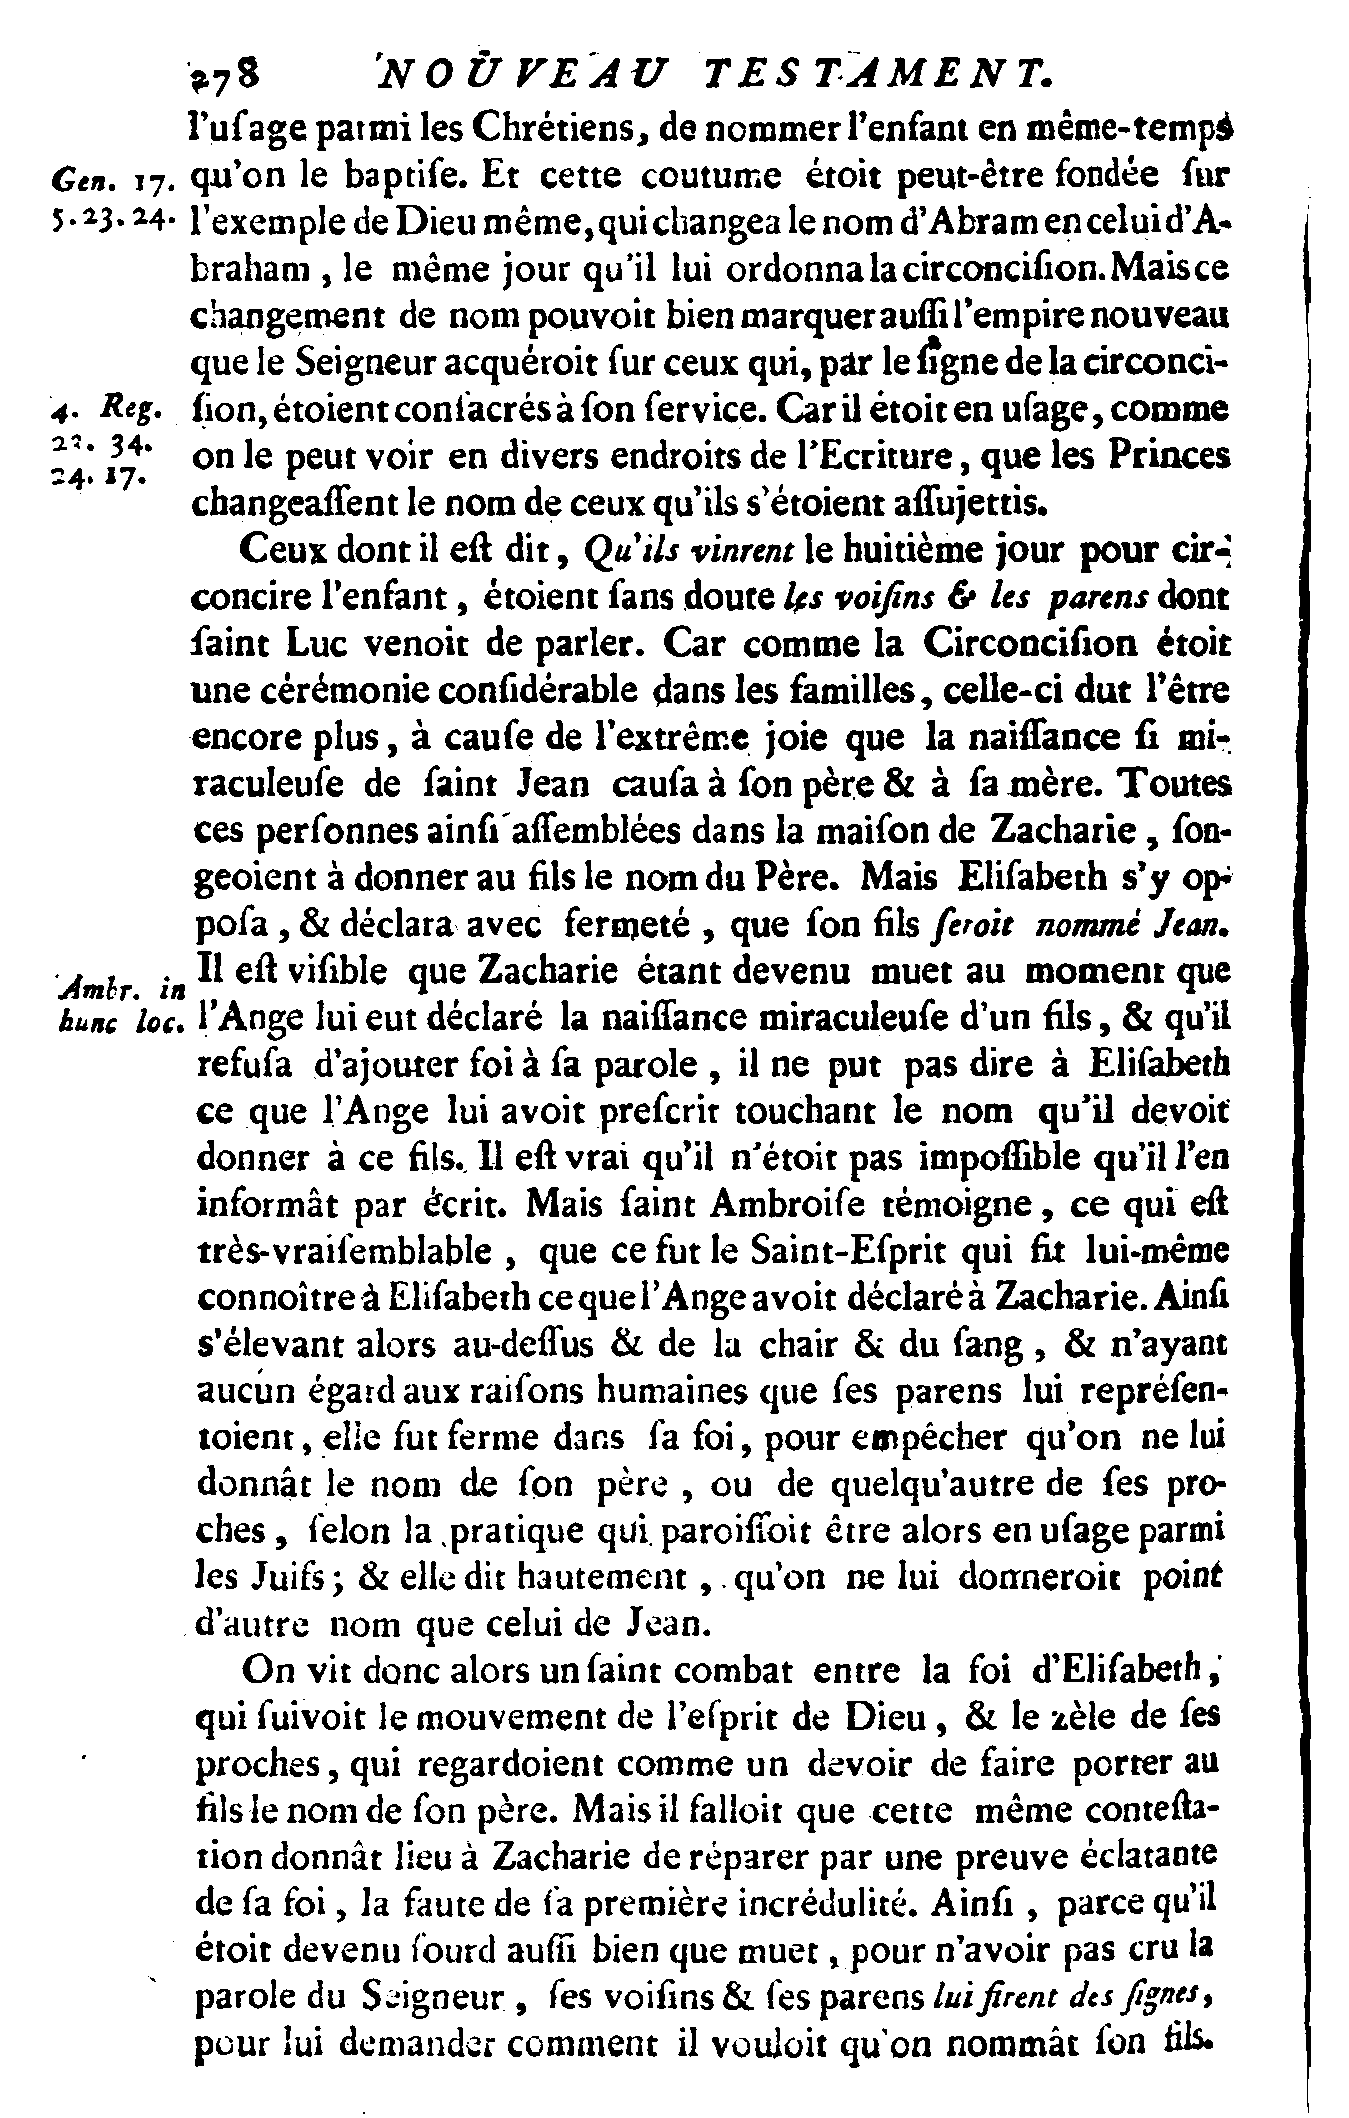 278 NOUVEAU TESTAMENT.
l'uſage parmi les Chrétiens, de nommer l'enfant en même-temps
Gen. 17. qu'on le baptiſe. Et cette coutume étoit peut-être fondée ſur
5. 23. 24. l'exemple de Dieu même, qui changea le nom d'Abram en celui d'A-
braham, le même jour qu'il lui ordonna la circonciſion. Mais ce
changement de nom pouvoit bien marquer auſſi l'empire nouveau
que le Seigneur acquéroit ſur ceux qui, par le ſigne de la circonci-
4. Reg. ſion, étoient conſacrés à ſon ſervice. Car il étoit en uſage, comme
34. on le peut voir en divers endroits de l'Ecriture, que les Princes
24. 17. changeaſſent le nom de ceux qu'ils s'étoient aſſujettis.
Ceux dont il eſt dit, Qu'ils vinrent le huitième jour pour cir-
concire l'enfant, étoient ſans doute les voiſins & les parens dont
ſaint Luc venoit de parler. Car comme la Circonciſion étoit
une cérémonie conſidérable dans les familles, celle-ci dut l'être
encore plus, à cauſe de l'extrême joie que la naiſſance ſi mi-
raculeuſe de ſaint Jean cauſa à ſon père & à ſa mère. Toutes
ces perſonnes ainſi aſſemblées dans la maiſon de Zacharie, ſon-
geoient à donner au fils le nom du Père. Mais Eliſabeth s'y op-
poſa, & déclara avec fermeté, que ſon fils ſeroit nommé Jean.
Ambr. in Il eſt viſible que Zacharie étant devenu muet au moment que
hunc loc. l'Ange lui eut déclaré la naiſſance miraculeuſe d'un fils, & qu'il
refuſa d'ajouter foi à ſa parole, il ne put pas dire à Eliſabeth
ce que l'Ange lui avoit preſcrit touchant le nom qu'il devoit
donner à ce fils. Il eſt vrai qu'il n'étoit pas impoſſible qu'il l'en
informât par écrit. Mais ſaint Ambroiſe témoigne, ce qui eſt
très-vraiſemblable, que ce fut le Saint-Eſprit qui fit lui-même
connoître à Eliſabeth ce que l'Ange avoit déclaré à Zacharie. Ainſi
s'élevant alors au-deſſus & de la chair & du ſang, & n'ayant
aucun égard aux raiſons humaines que ſes parens lui repréſen-
toient, elle fut ferme dans ſa foi, pour empêcher qu'on ne lui
donnât le nom de ſon père, ou de quelqu'autre de ſes pro-
ches, ſelon la pratique qui paroiſſoit être alors en uſage parmi
les Juifs; & elle dit hautement, qu'on ne lui donneroit point
d'autre nom que celui de Jean.
On vit donc alors un ſaint combat entre la foi d'Eliſabeth,
qui ſuivoit le mouvement de l'eſprit de Dieu, & le zèle de ſes
proches, qui regardoient comme un devoir de faire porter au
fils le nom de ſon père. Mais il falloit que cette même conteſta-
tion donnât lieu à Zacharie de réparer par une preuve éclatante
de ſa foi, la faute de ſa première incrédulité. Ainſi, parce qu'il
étoit devenu ſourd auſſi bien que muet, pour n'avoir pas cru la
parole du Seigneur, ſes voiſins & ſes parens lui firent des ſignes,
pour lui demander comment il vouloit qu'on nommât ſon fils.